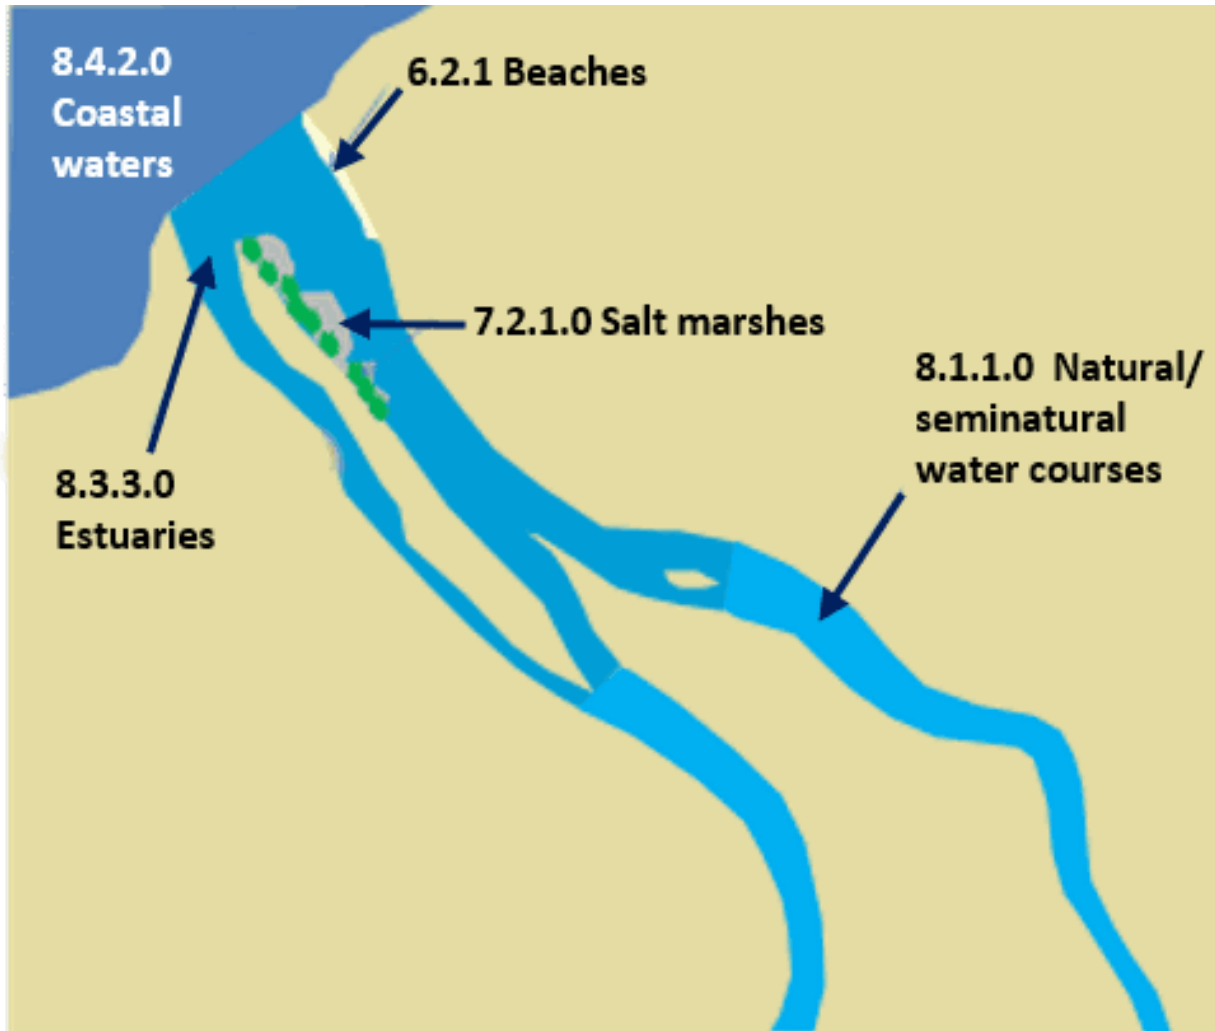 8.4.2.0
Coastal
waters
6.2.1 Beaches
7.2.1.0 Salt marshes
8.1.1.0 Natural/
seminatural
water courses
8.3.3.0
Estuaries